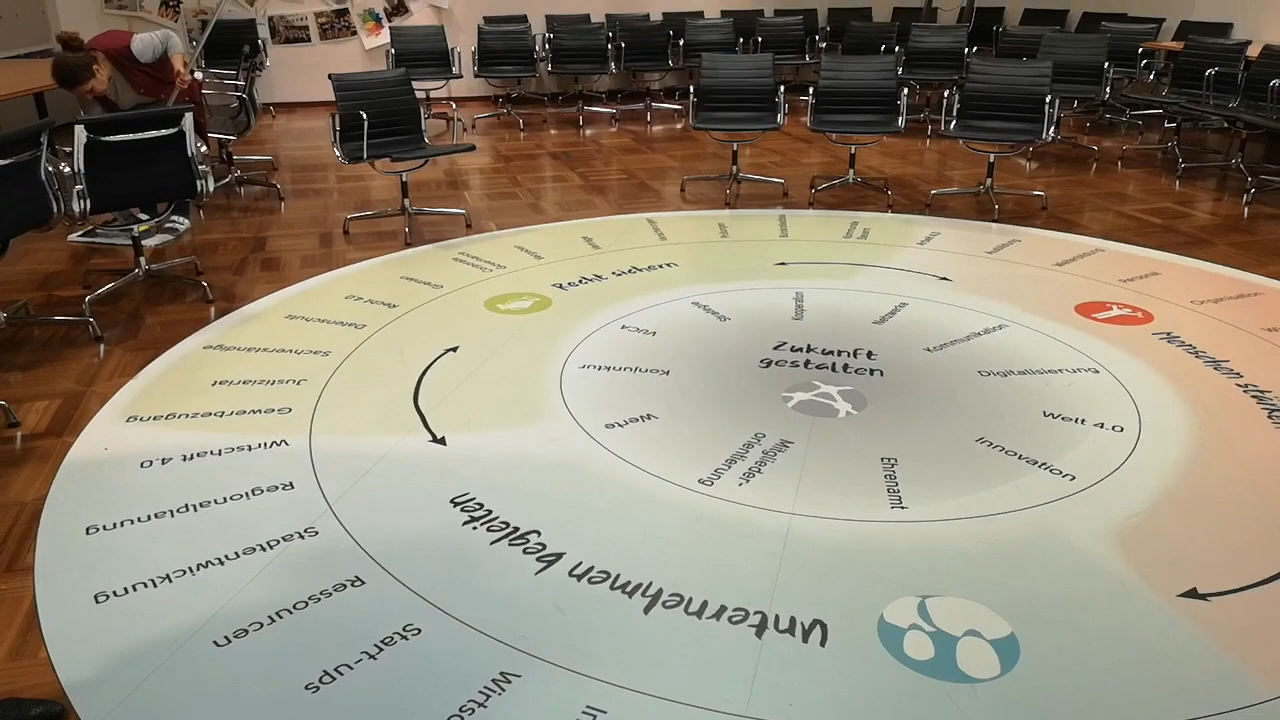 Zukunft
gestalten
Strategie
Kooperation
Netzwerke
Kommunikation
Digitalisierung
Welt 4.0
Innovation
Ehrenamt
Mitglieder-
orientierung
Werte
Konjunktur
VUCA
Recht sichern
Menschen stärken
Unternehmen begleiten
Corporate
Governance
Gremien
Recht 4.0
Datenschutz
Sachverständige
Justiziariat
Gewerbezugang
Wirtschaft 4.0
Regionalplanung
Stadtentwicklung
Ressourcen
Start-ups
Ausbildung
Weiterbildung
Personal
Organisation